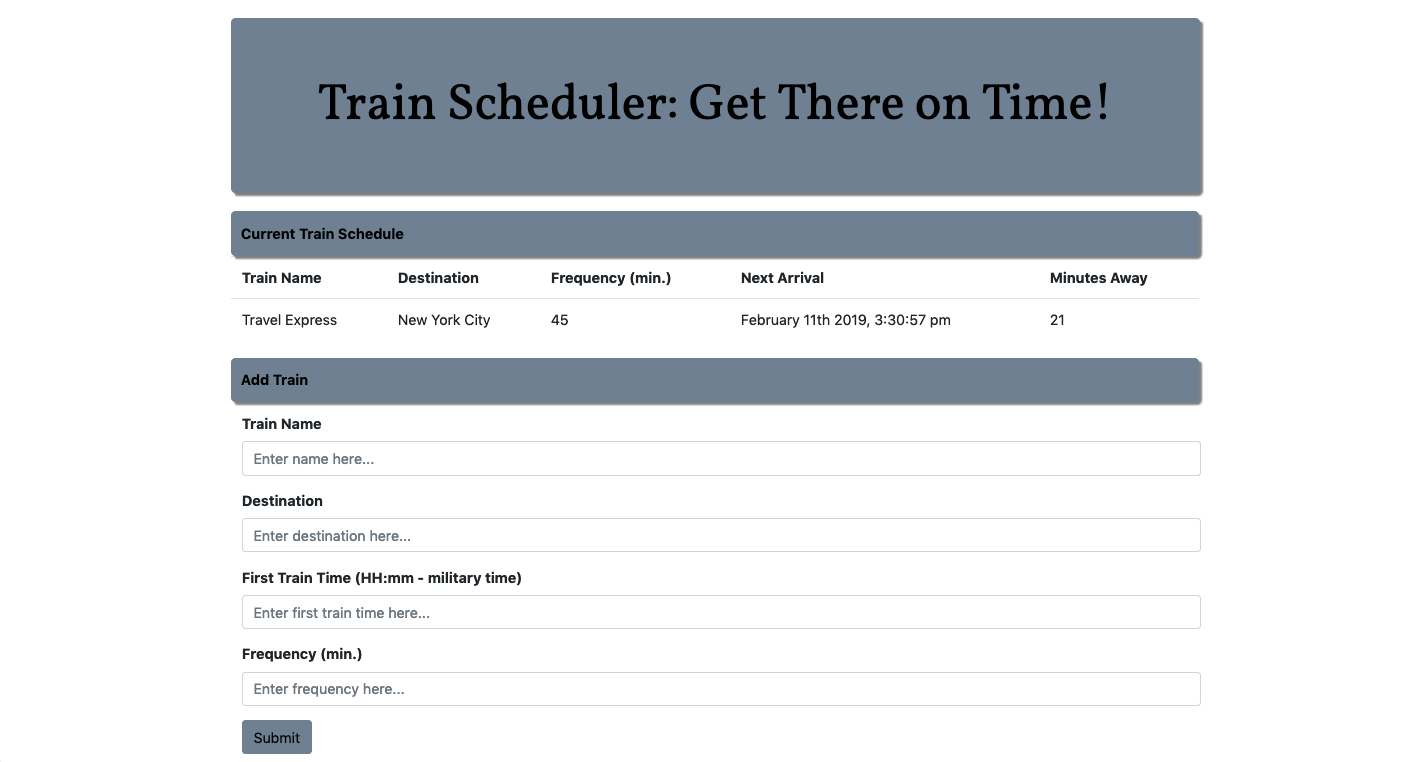 Train Scheduler: Get There on Time!
Current Train Schedule
Train Name Destination Frequency (min.) Next Arrival Minutes Away
Travel Express New York City 45 February 11th 2019, 3:30:57 pm 21
Add Train
Train Name
Enter name here...
Destination
Enter destination here...
First Train Time (HH:mm - military time)
Enter first train time here...
Frequency (min.)
Enter frequency here...
Submit